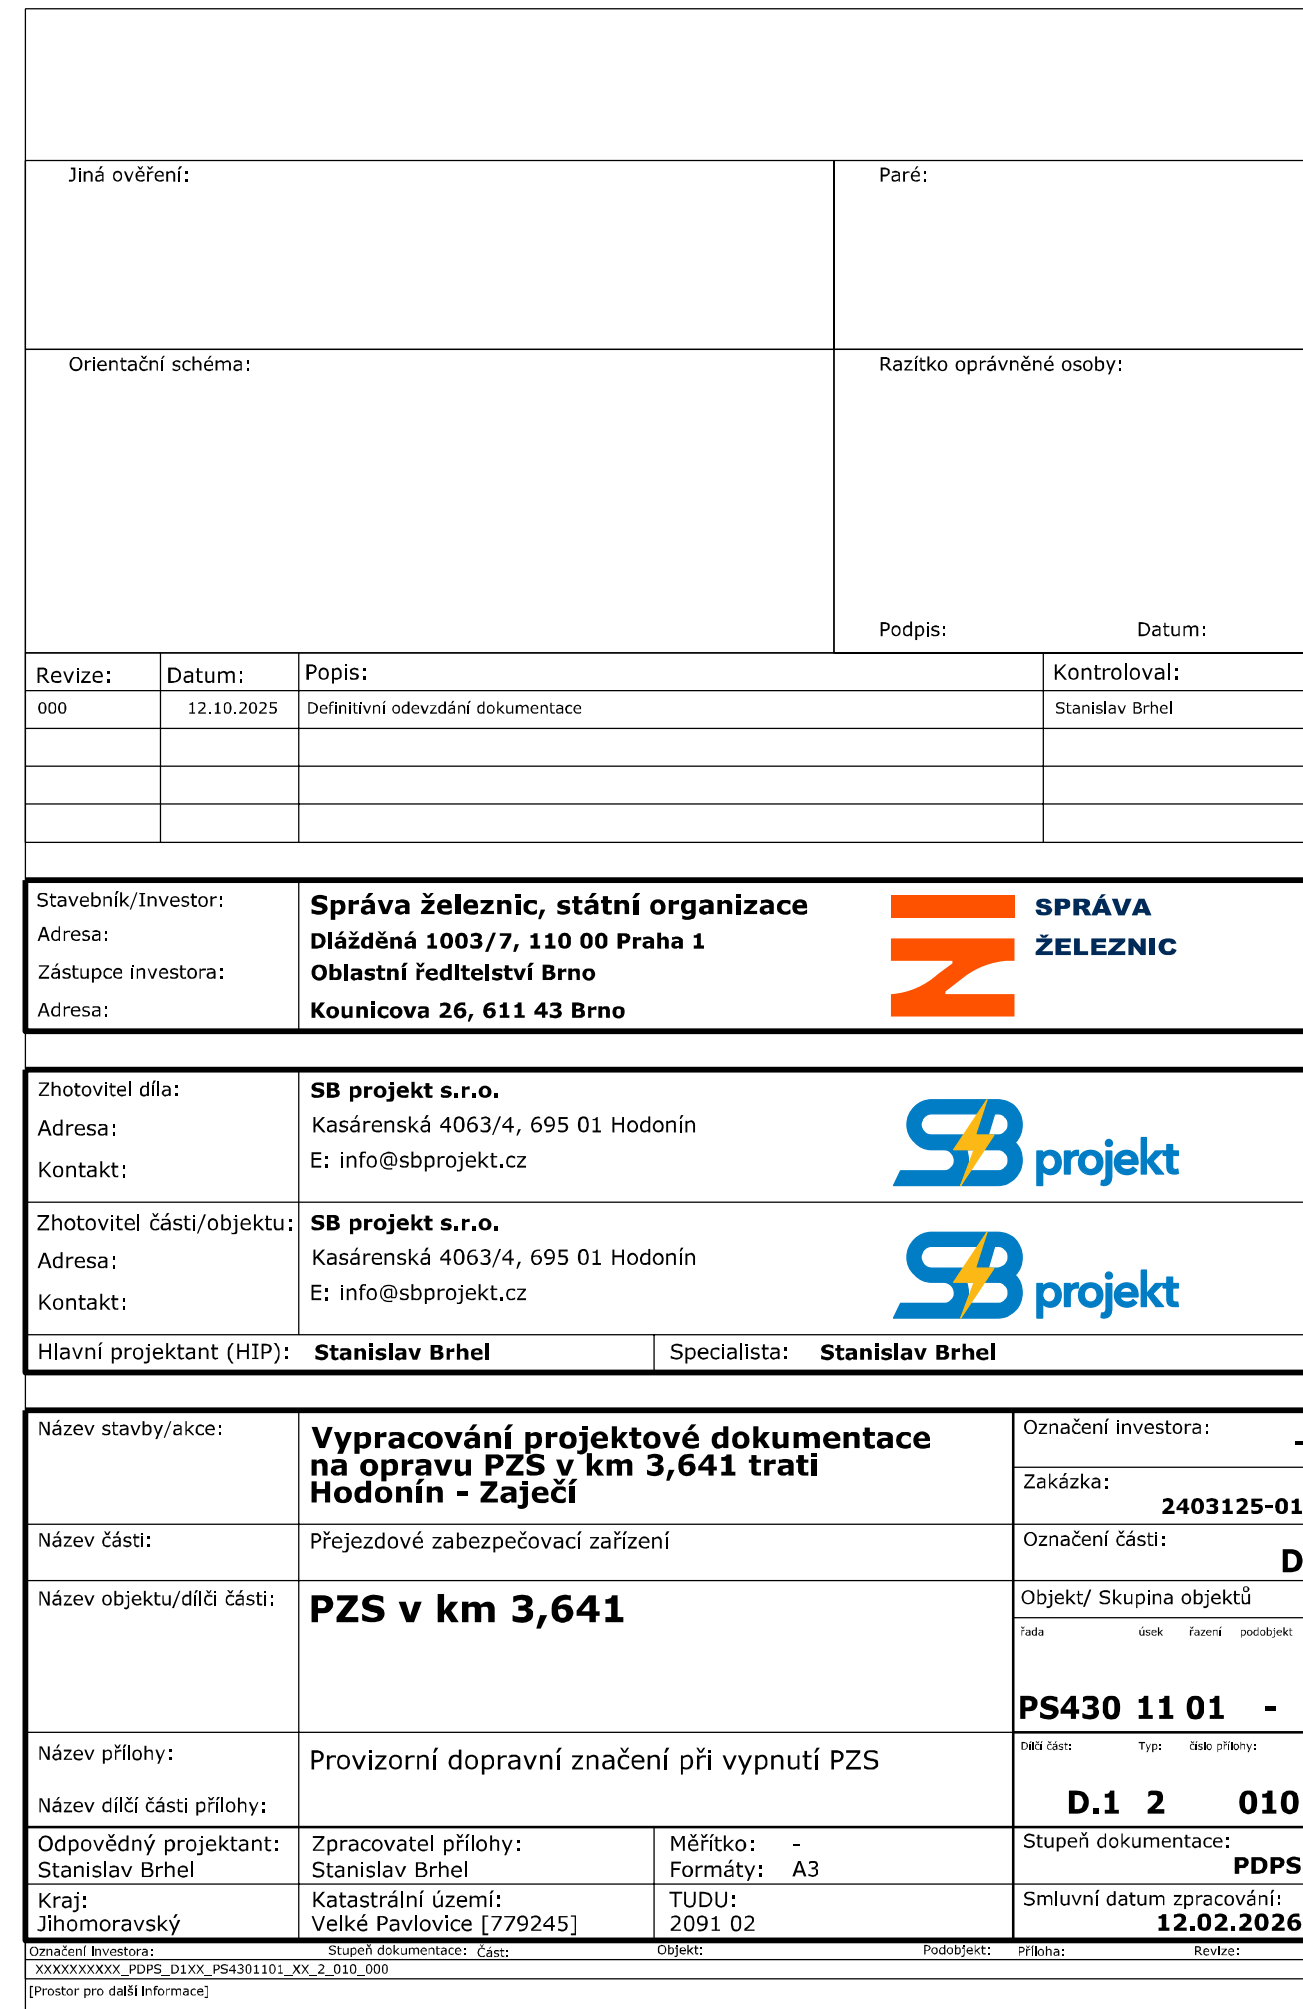 Jiná ověření:
Paré:
Orientační schéma:
Razítko oprávněné osoby:
Podpis:
Datum:
Revize:
Datum:
Popis:
Kontroloval:
000
12.10.2025
Definitivní odevzdání dokumentace
Stanislav Brhel
Stavebník/Investor:
Správa železnic, státní organizace
Adresa:
Dlážděná 1003/7, 110 00 Praha 1
Zástupce investora:
Oblastní ředitelství Brno
Adresa:
Kounicova 26, 611 43 Brno
SPRÁVA
ŽELEZNIC
Zhotovitel díla:
SB projekt s.r.o.
Adresa:
Kasárenská 4063/4, 695 01 Hodonín
Kontakt:
E: info@sbprojekt.cz
SB projekt
Zhotovitel části/objektu:
SB projekt s.r.o.
Adresa:
Kasárenská 4063/4, 695 01 Hodonín
Kontakt:
E: info@sbprojekt.cz
SB projekt
Hlavní projektant (HIP):
Stanislav Brhel
Specialista:
Stanislav Brhel
Název stavby/akce:
Vypracování projektové dokumentace
na opravu PZS v km 3,641 trati
Hodonín - Zaječí
Označení investora:
-
Zakázka:
2403125-01
Název části:
Přejezdové zabezpečovací zařízení
Označení části:
D
Název objektu/dílči části:
PZS v km 3,641
Objekt/ Skupina objektů
řada úsek řazení podobjekt
PS430 11 01 -
Název přílohy:
Provizorní dopravní značení při vypnutí PZS
Název dílčí části přílohy:
Dílčí část: Typ: číslo přílohy:
D.1 2 010
Odpovědný projektant:
Stanislav Brhel
Zpracovatel přílohy:
Stanislav Brhel
Měřítko: -
Formáty: A3
Stupeň dokumentace:
PDPS
Kraj:
Jihomoravský
Katastrální území:
Velké Pavlovice [779245]
TUDU:
2091 02
Smluvní datum zpracování:
12.02.2026
Označení Investora: Stupeň dokumentace: Část: Objekt: Podobjekt: Příloha: Revize:
XXXXXXXXXX_PDPS_D1XX_PS4301101_XX_2_010_000
[Prostor pro další Informace]